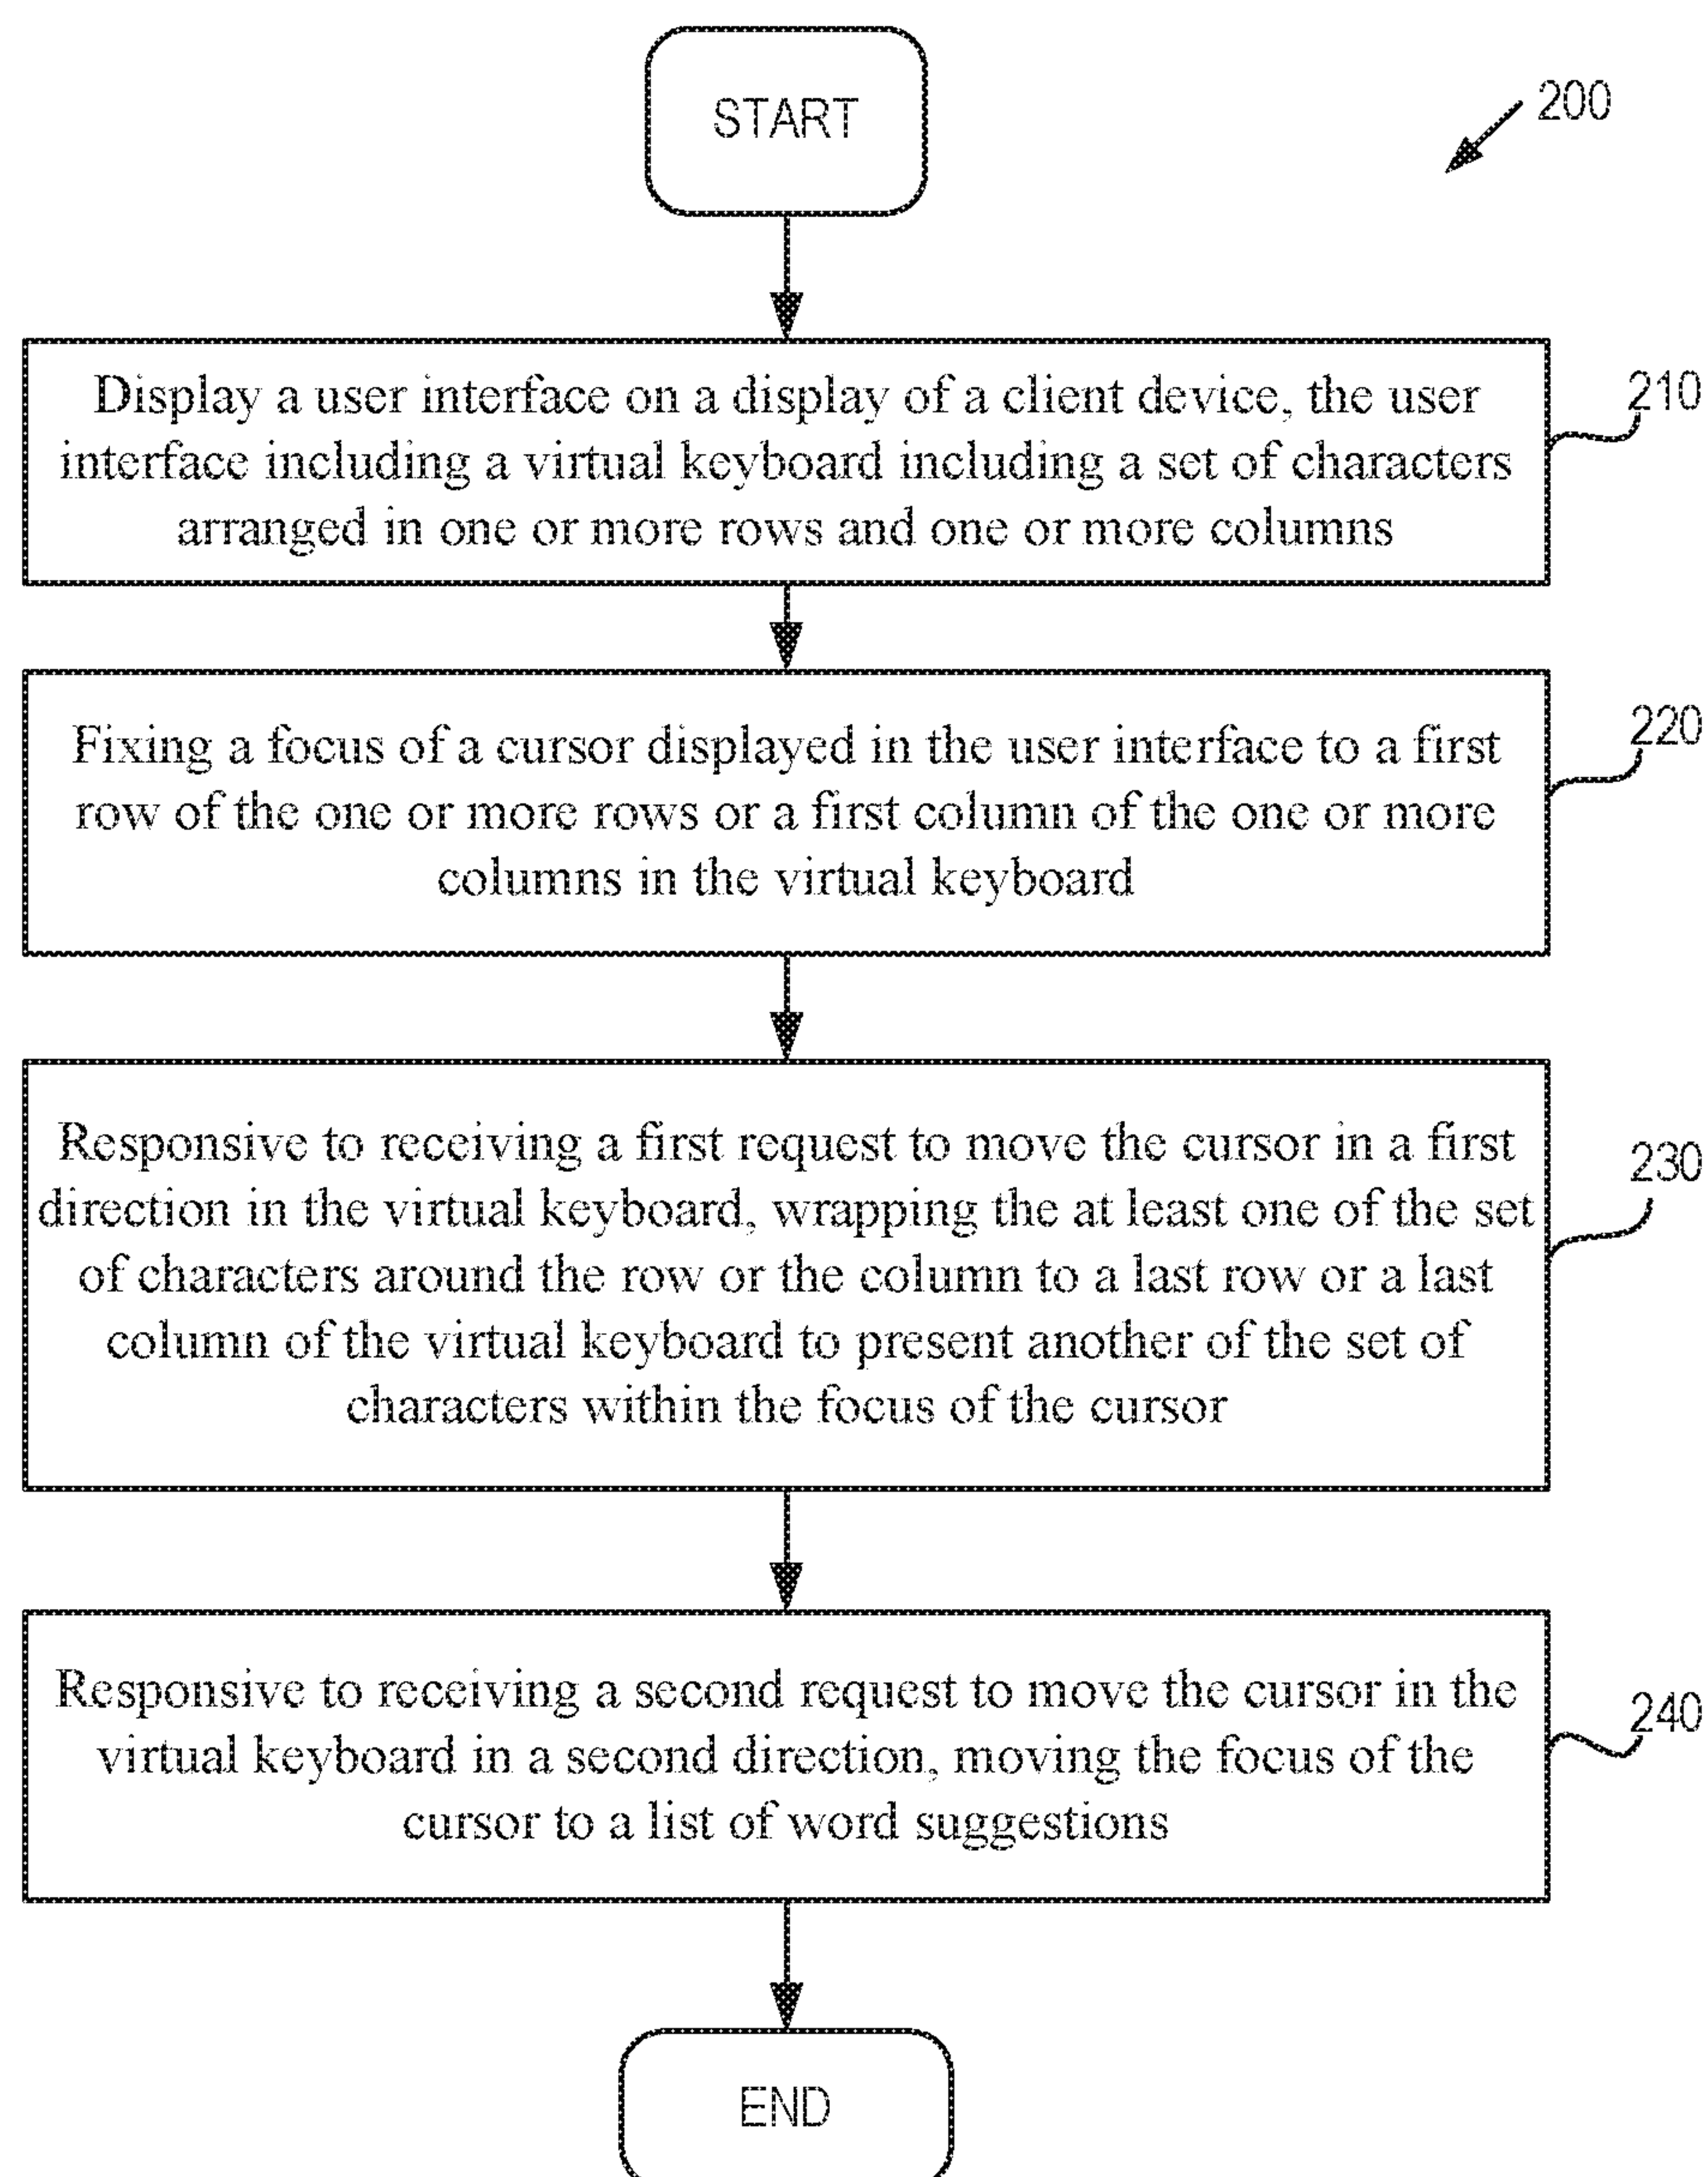 START
200
Display a user interface on a display of a client device, the user
interface including a virtual keyboard including a set of characters
arranged in one or more rows and one or more columns
210
Fixing a focus of a cursor displayed in the user interface to a first
row of the one or more rows or a first column of the one or more
columns in the virtual keyboard
220
Responsive to receiving a first request to move the cursor in a first
direction in the virtual keyboard, wrapping the at least one of the set
of characters around the row or the column to a last row or a last
column of the virtual keyboard to present another of the set of
characters within the focus of the cursor
230
Responsive to receiving a second request to move the cursor in the
virtual keyboard in a second direction, moving the focus of the
cursor to a list of word suggestions
240
END